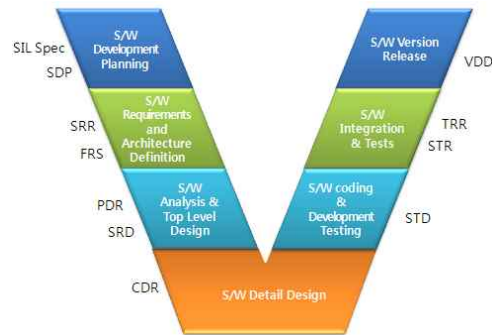 SIL Spec
SDP
S/W
Development
Planning
SRR
FRS
S/W
Requirements
and
Architecture
Definition
PDR
SRD
S/W
Analysis &
Top Level
Design
CDR
S/W Detail Design
S/W coding
&
Development
Testing
STD
S/W
Integration
& Tests
TRR
STR
S/W Version
Release
VDD